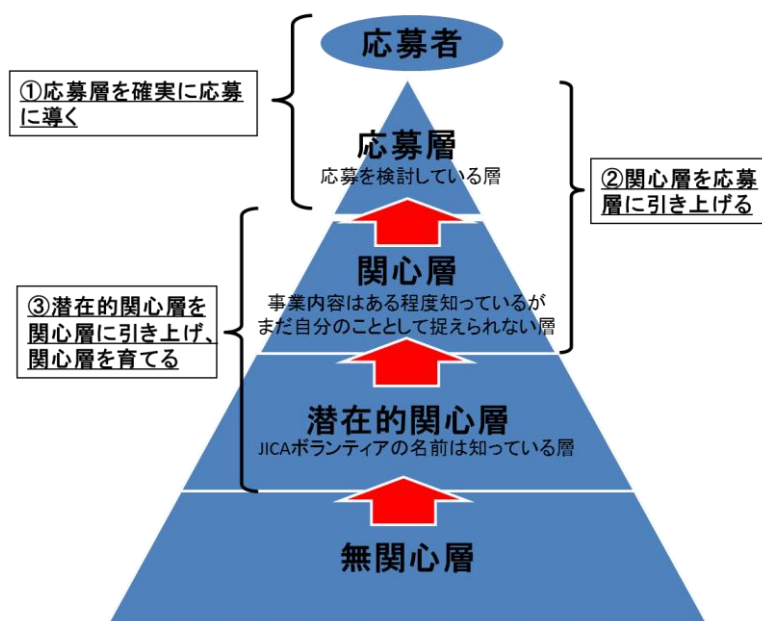 応募者
①応募層を確実に応募
に導く
応募層
応募を検討している層
②関心層を応募
層に引き上げる
関心層
事業内容はある程度知っているが
まだ自分のこととして捉えられない層
③潜在的関心層を
関心層に引き上げ、
関心層を育てる
潜在的関心層
JICAボランティアの名前は知っている層
無関心層